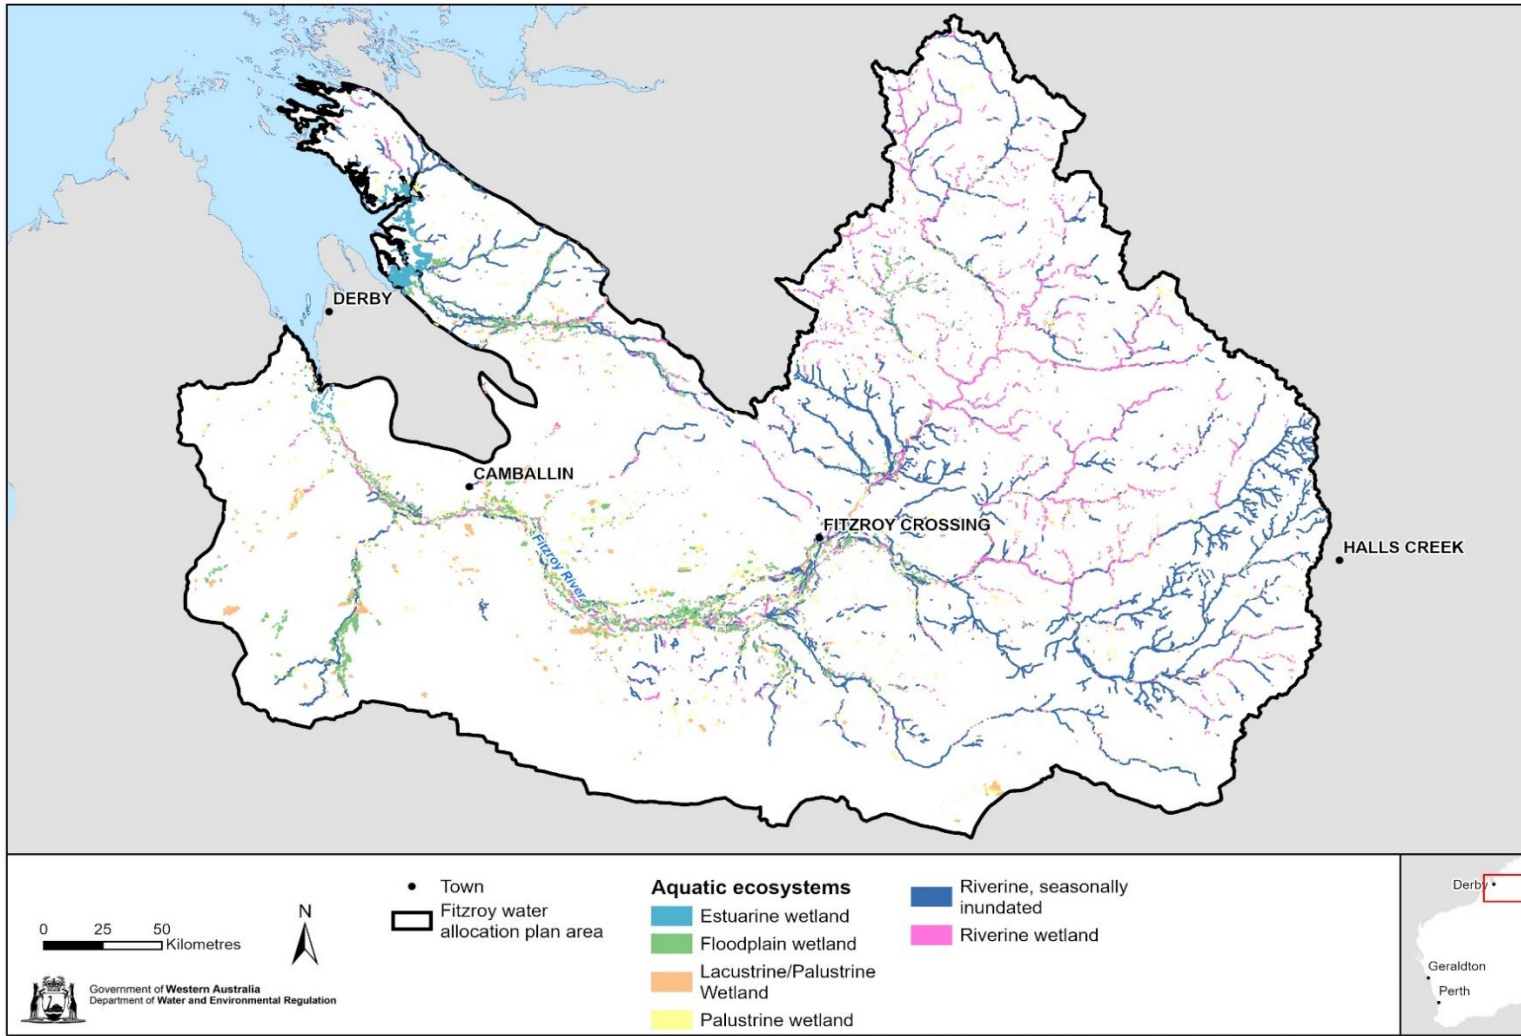 DERBY
CAMBALLIN
FITZROY CROSSING
HALLS CREEK
Fitzroy River
0 25 50
Kilometres
N
Government of Western Australia
Department of Water and Environmental Regulation
Town
Fitzroy water
allocation plan area
Aquatic ecosystems
Estuarine wetland
Floodplain wetland
Lacustrine/Palustrine
Wetland
Palustrine wetland
Riverine, seasonally
inundated
Riverine wetland
Derby
Geraldton
Perth